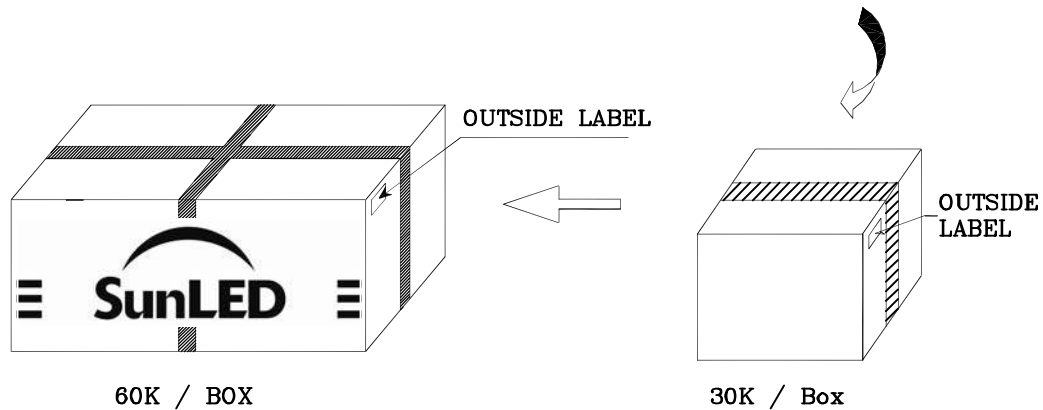 OUTSIDE LABEL
OUTSIDE
LABEL
SunLED
60K / BOX
30K / Box